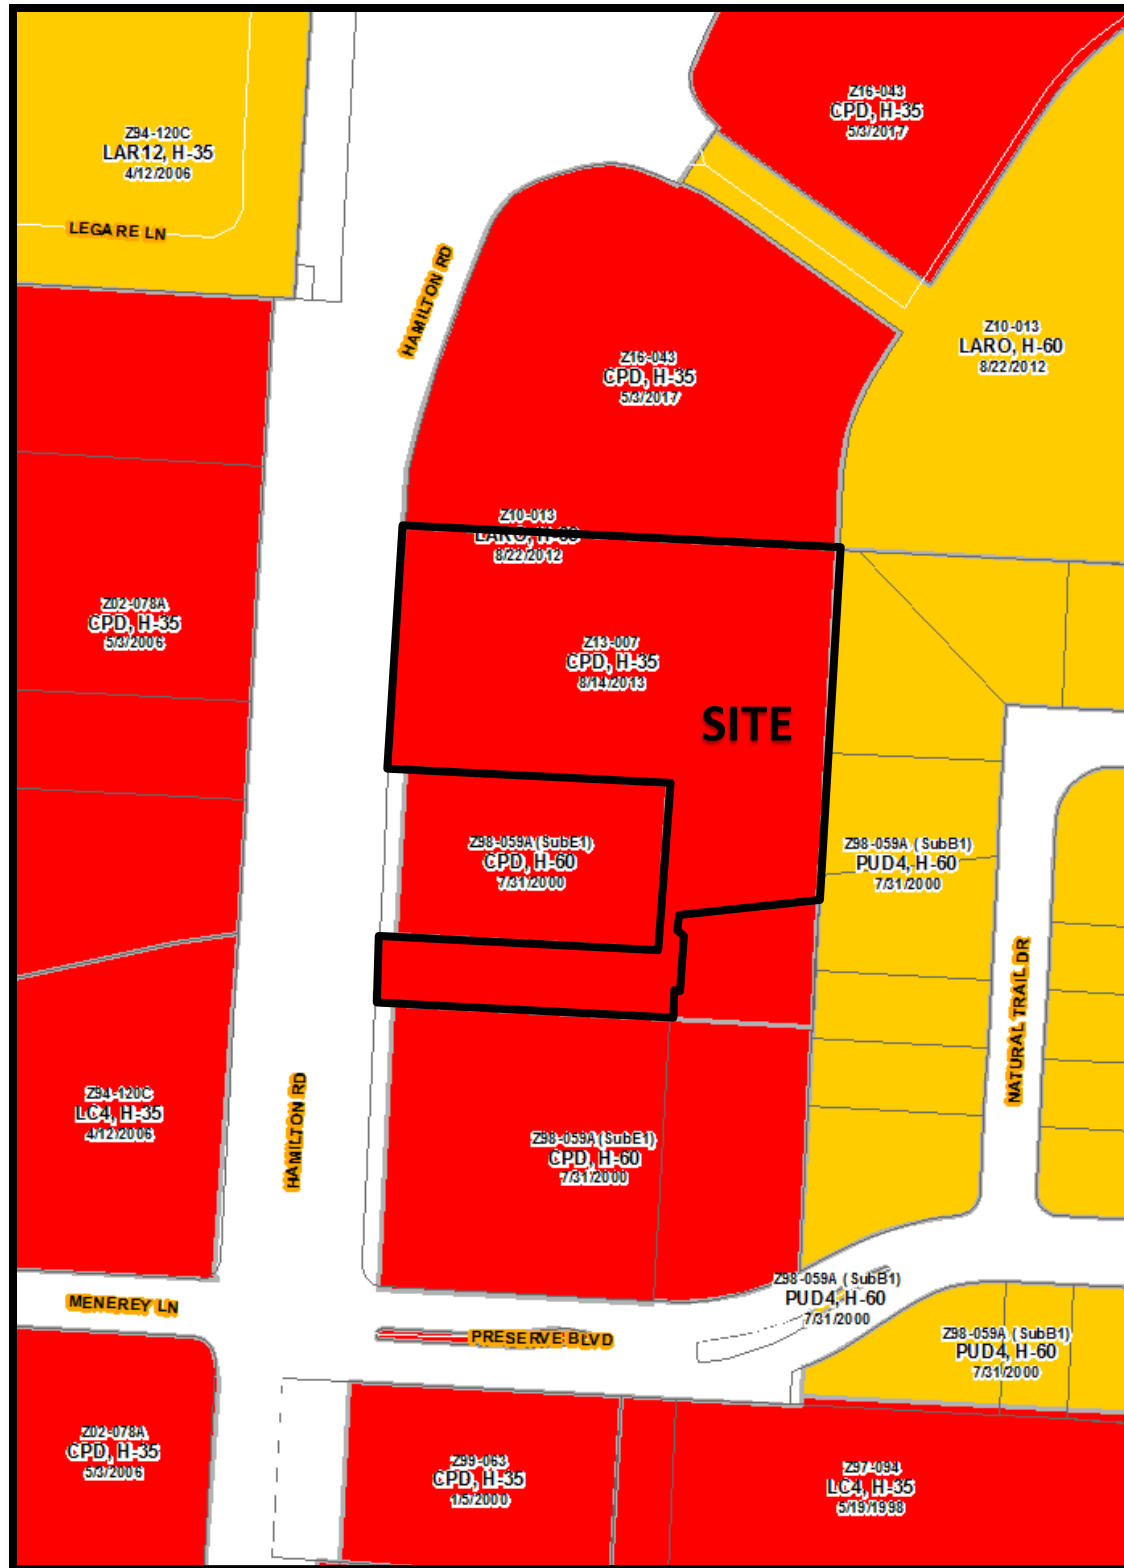 Z16-043
CPD, H-35
5/3/2017
Z94-120C
LAR12, H-35
4/12/2006
LEGARE LN
HAMILTON RD
Z10-013
LARO, H-60
8/22/2012
Z16-043
CPD, H-35
5/3/2017
Z10-013
8/22/2012
Z02-078A
CPD, H-35
5/3/2006
Z13-007
CPD, H-35
8/14/2013
SITE
Z98-059A (SubE1)
CPD, H-60
7/31/2000
Z98-059A (SubB1)
PUD4, H-60
7/31/2000
NATURAL TRAIL DR
Z94-120C
LC4, H-35
4/12/2006
HAMILTON RD
Z98-059A (SubE1)
CPD, H-60
7/31/2000
Z98-059A (SubB1)
PUD4, H-60
7/31/2000
MENEREY LN
PRESERVE BLVD
Z98-059A (SubB1)
PUD4, H-60
7/31/2000
Z02-078A
CPD, H-35
5/3/2006
Z99-063
CPD, H-35
1/5/2000
Z97-094
LC4, H-35
5/19/1998